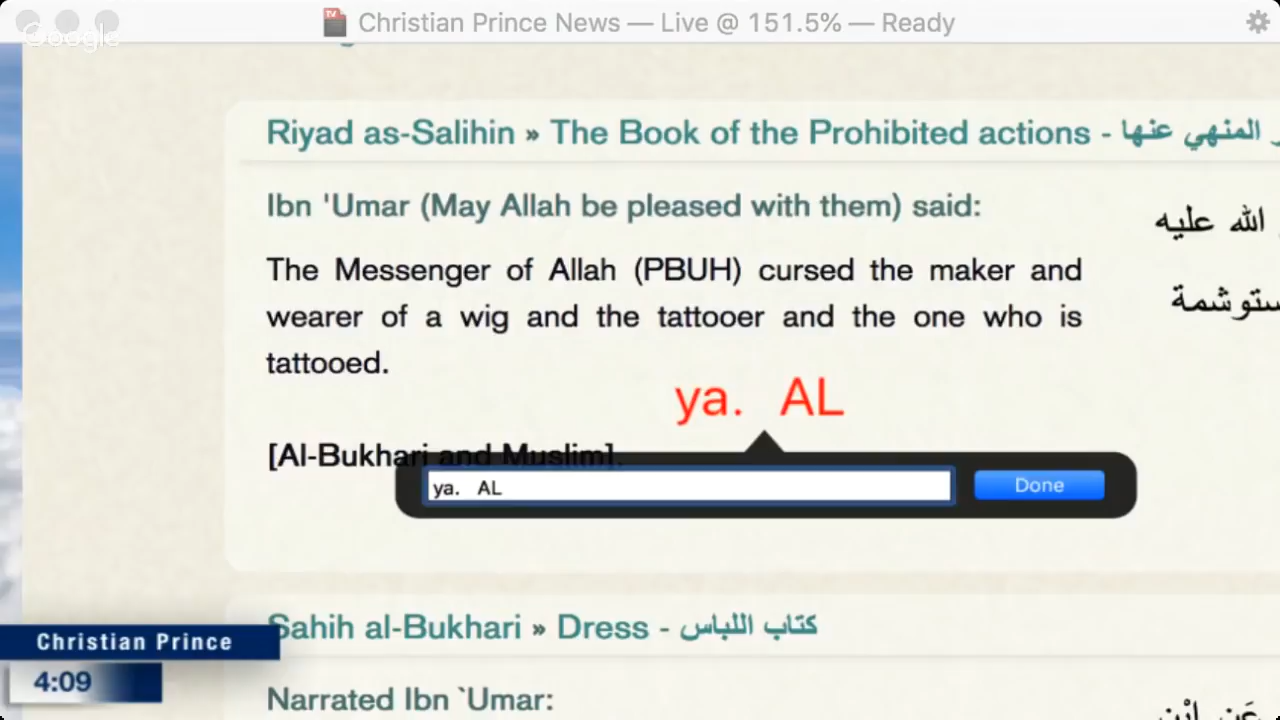 Christian Prince News — Live @ 151.5% — Ready
Google
Riyad as-Salihin » The Book of the Prohibited actions - المنهي عنها
Ibn 'Umar (May Allah be pleased with them) said:
الله عليه
The Messenger of Allah (PBUH) cursed the maker and
wearer of a wig and the tattooer and the one who is
tattooed.
ya. AL
[Al-Bukhari and Muslim].
ya. AL
Done
Sahih al-Bukhari » Dress - كتاب اللباس
Christian Prince
4:09
Narrated Ibn `Umar: